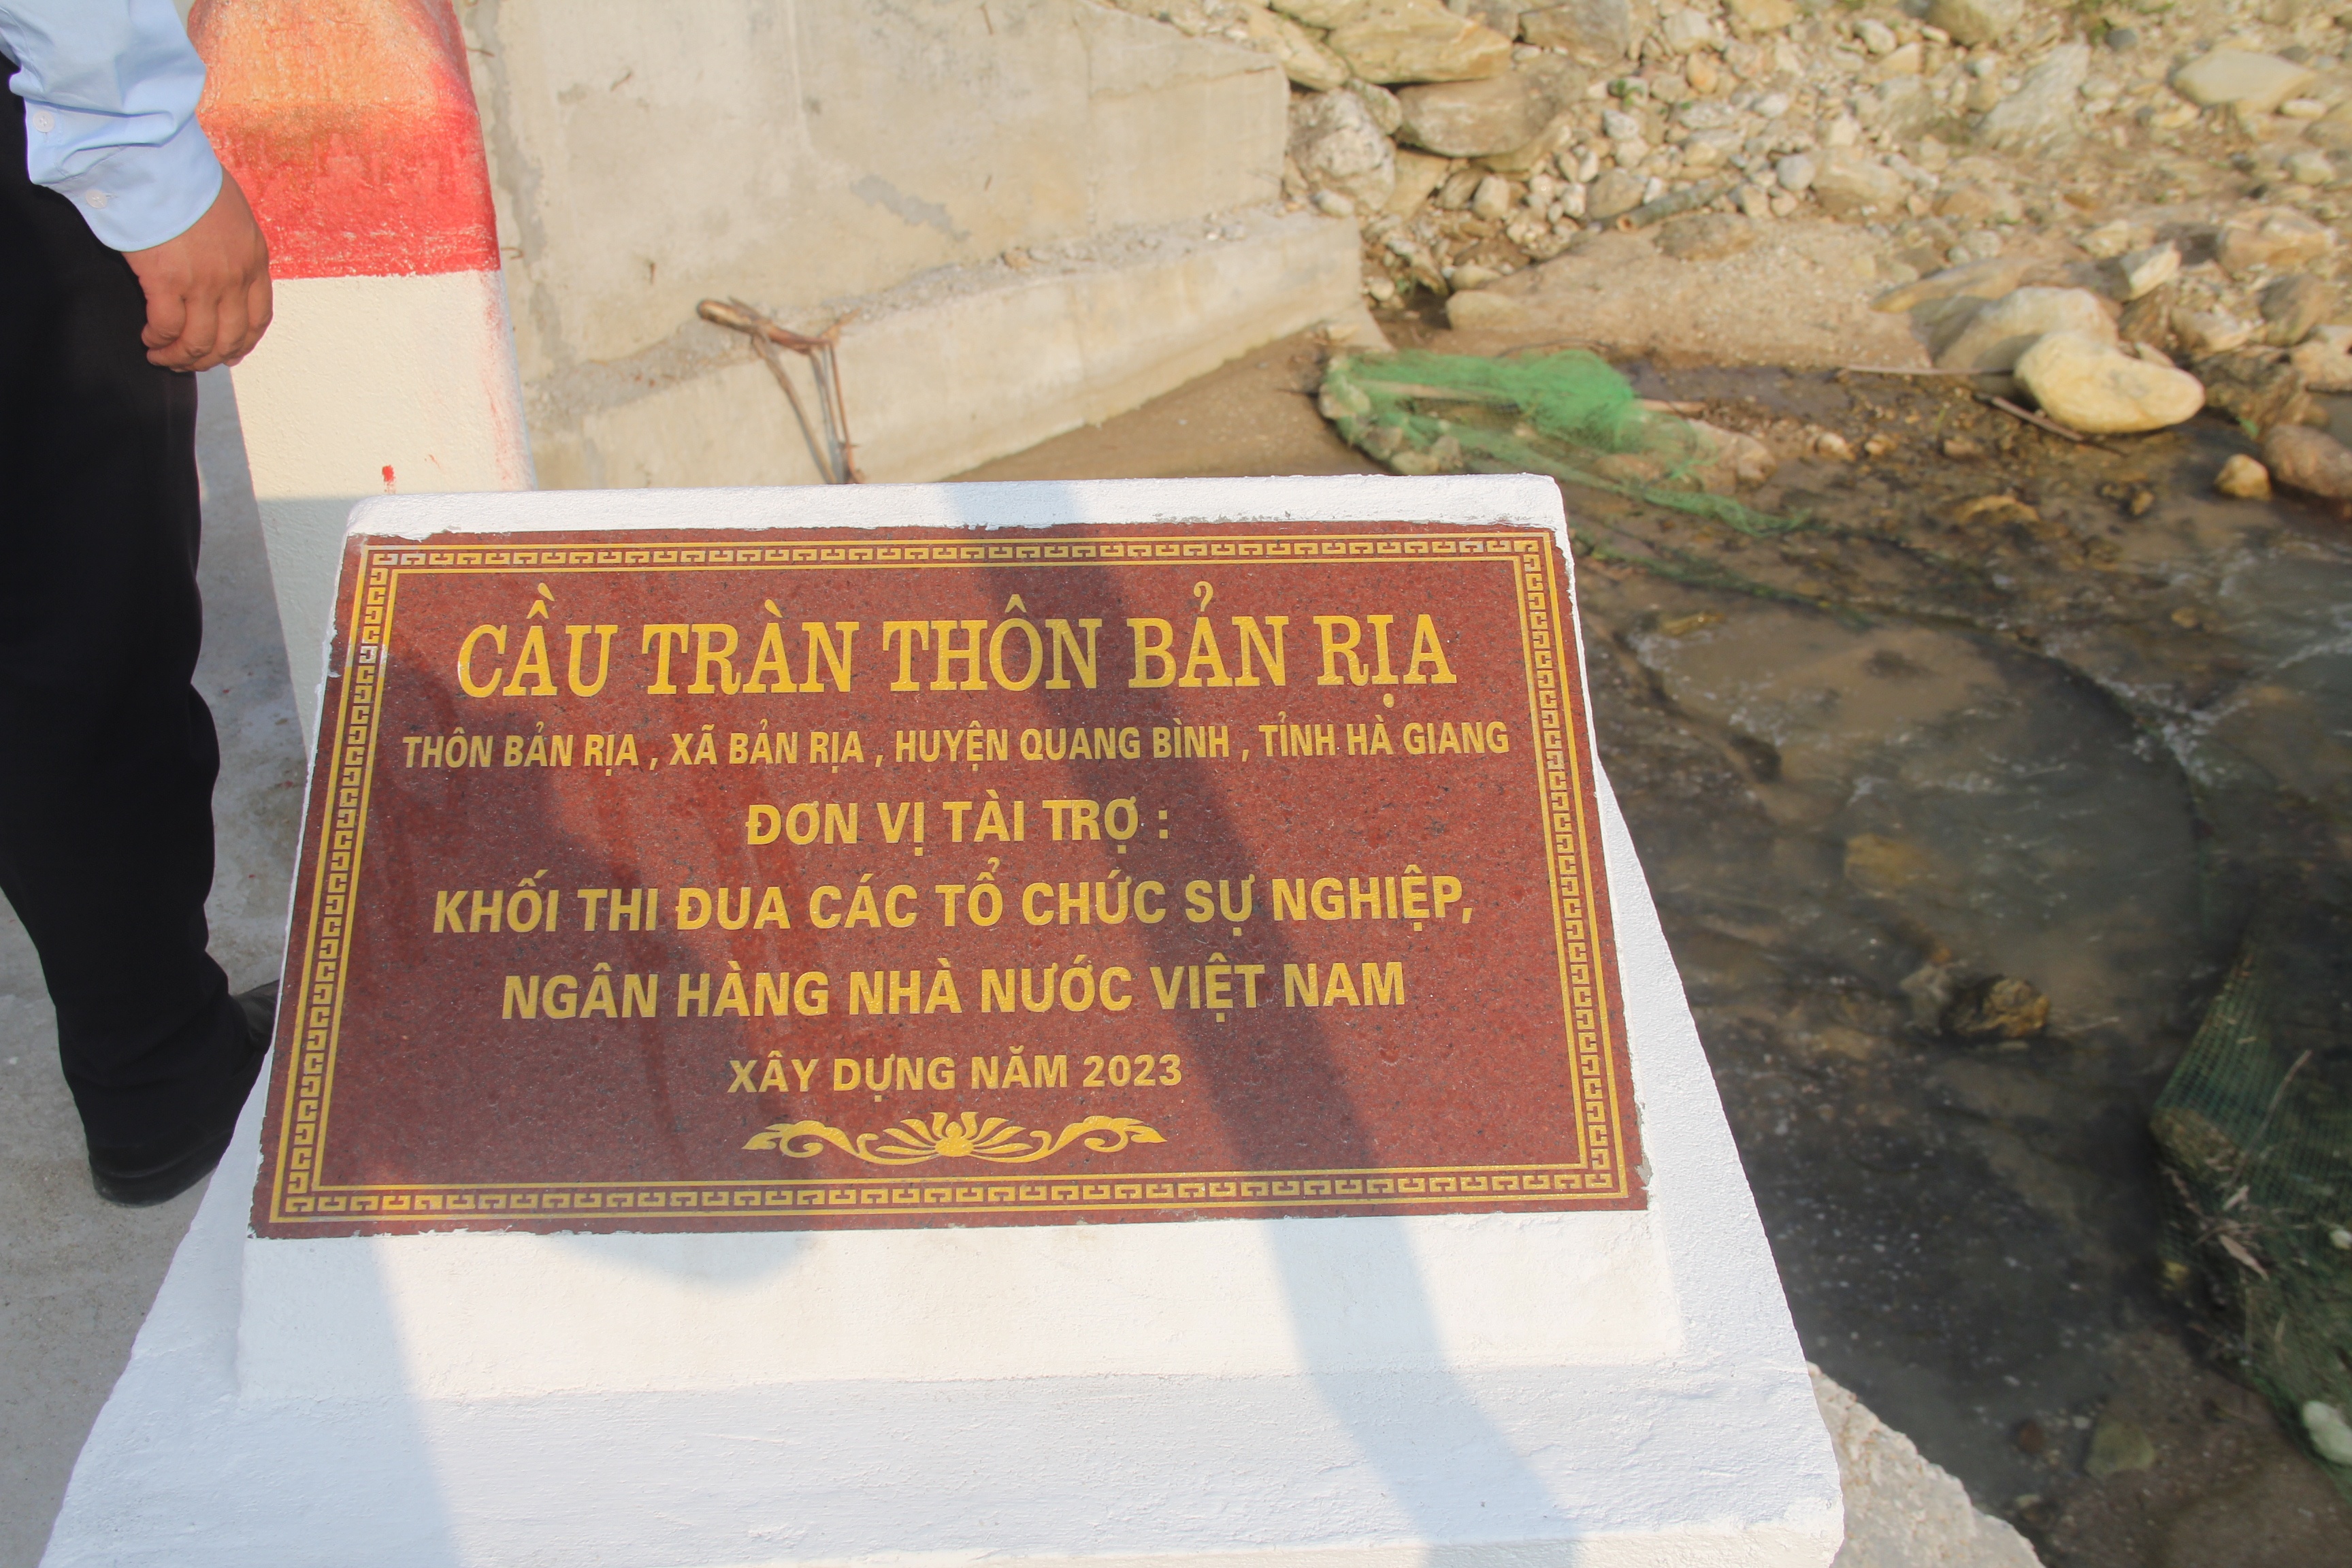 CẦU TRÀN THÔN BẢN RỊA
THÔN BẢN RỊA , XÃ BẢN RỊA , HUYỆN QUANG BÌNH , TỈNH HÀ GIANG
ĐƠN VỊ TÀI TRỢ :
KHỐI THI ĐUA CÁC TỔ CHỨC SỰ NGHIỆP,
NGÂN HÀNG NHÀ NƯỚC VIỆT NAM
XÂY DỰNG NĂM 2023